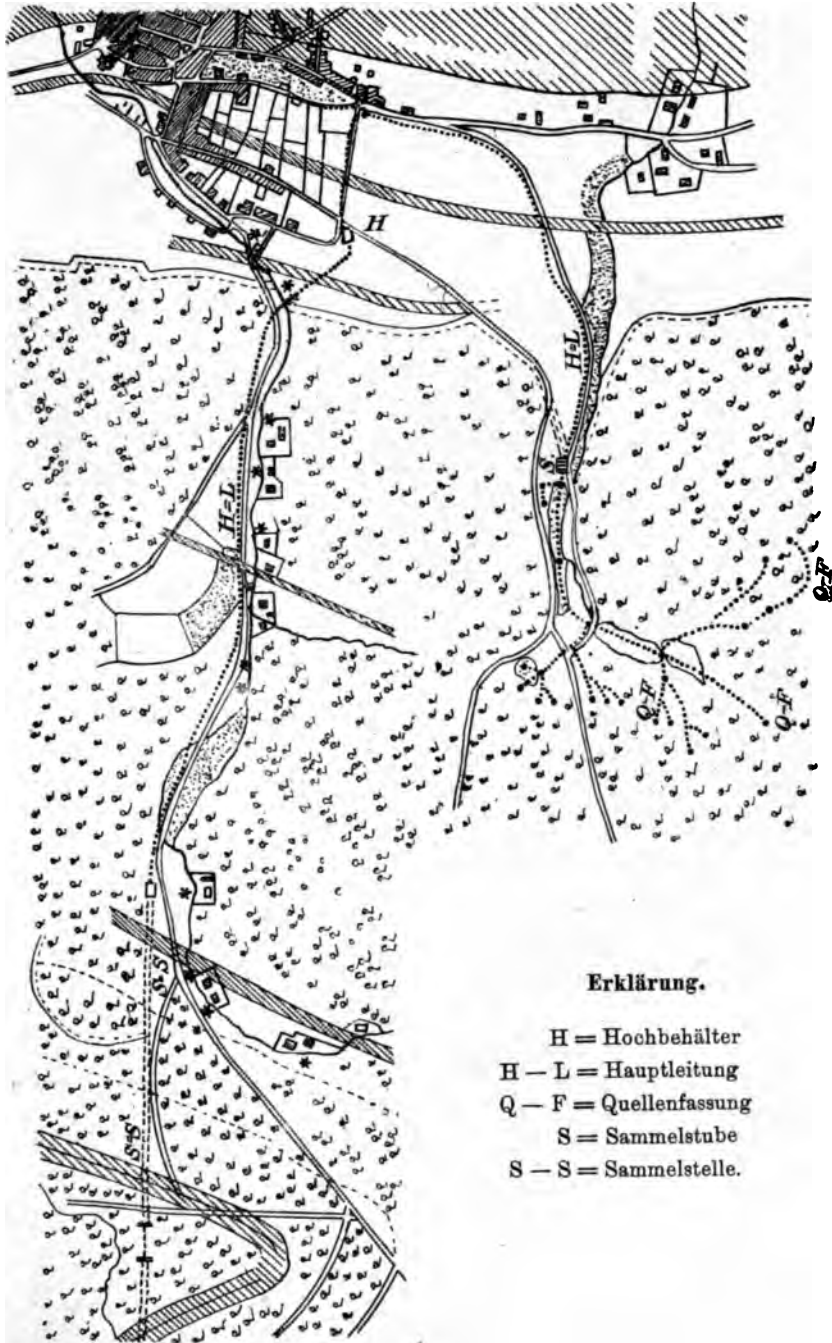 H
H=L
S
H=L
Q-F
Q-F
Q-F
S=S
S=S
Erklärung.
H = Hochbehälter
H — L = Hauptleitung
Q — F = Quellenfassung
S = Sammelstube
S — S = Sammelstelle.